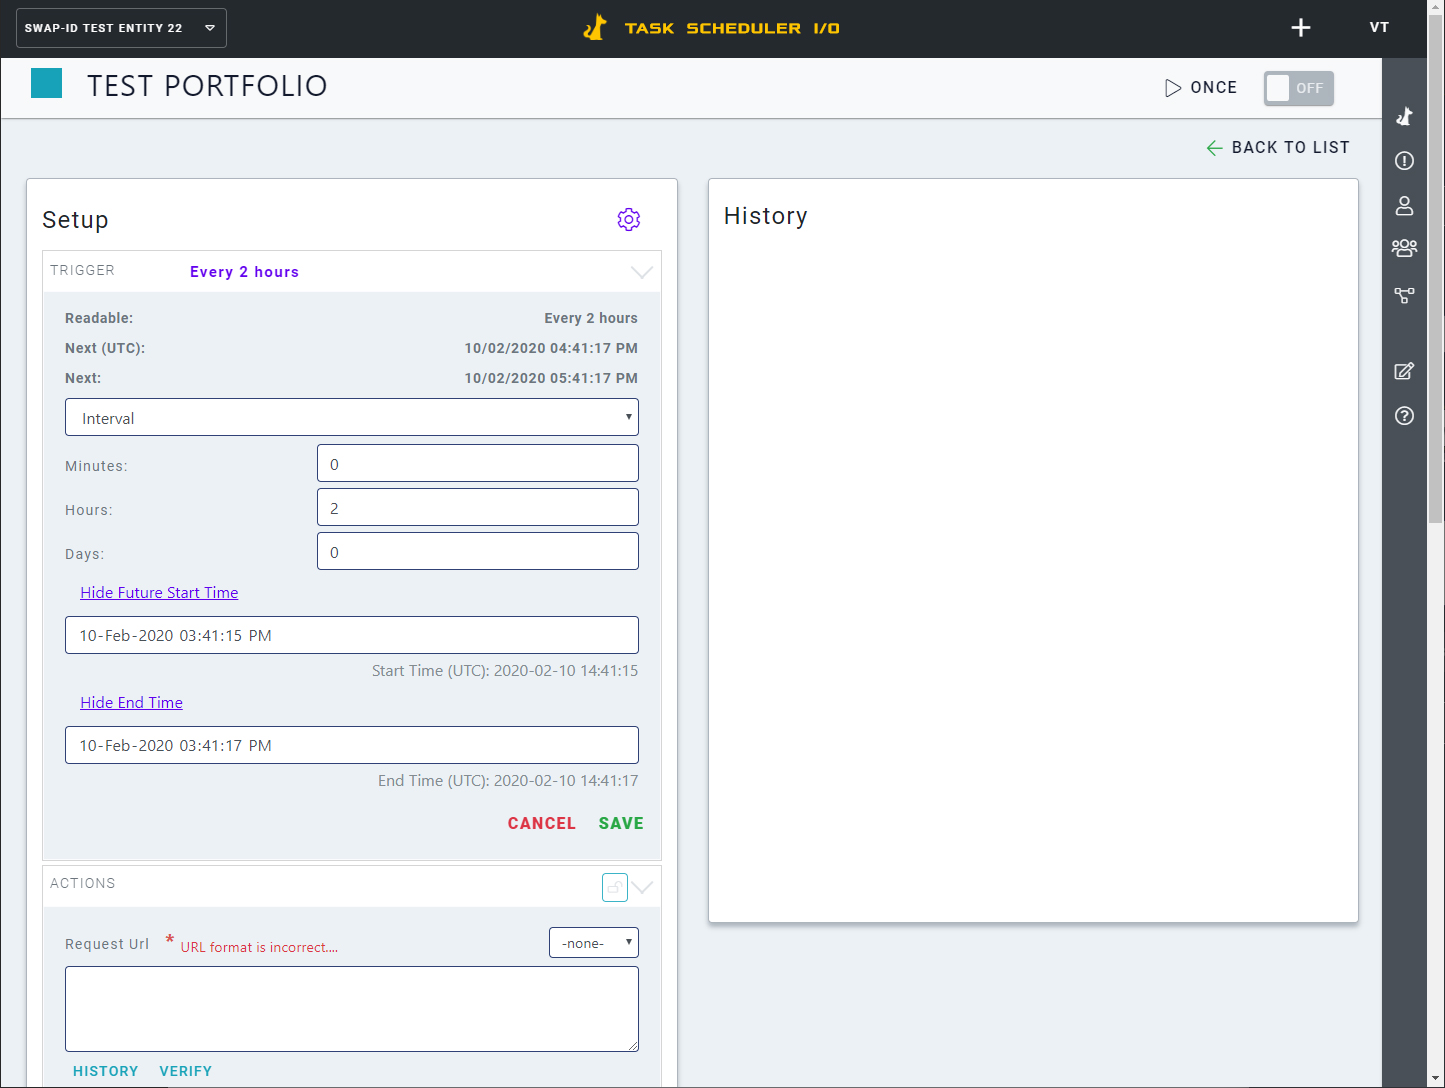 SWAP-ID TEST ENTITY 22
TASK SCHEDULER I/O
VT
TEST PORTFOLIO
ONCE
OFF
BACK TO LIST
Setup
TRIGGER Every 2 hours
Readable: Every 2 hours
Next (UTC): 10/02/2020 04:41:17 PM
Next: 10/02/2020 05:41:17 PM
Interval
Minutes: 0
Hours: 2
Days: 0
Hide Future Start Time
10-Feb-2020 03:41:15 PM
Start Time (UTC): 2020-02-10 14:41:15
Hide End Time
10-Feb-2020 03:41:17 PM
End Time (UTC): 2020-02-10 14:41:17
CANCEL SAVE
ACTIONS
Request Url * URL format is incorrect.... -none-
HISTORY VERIFY
History